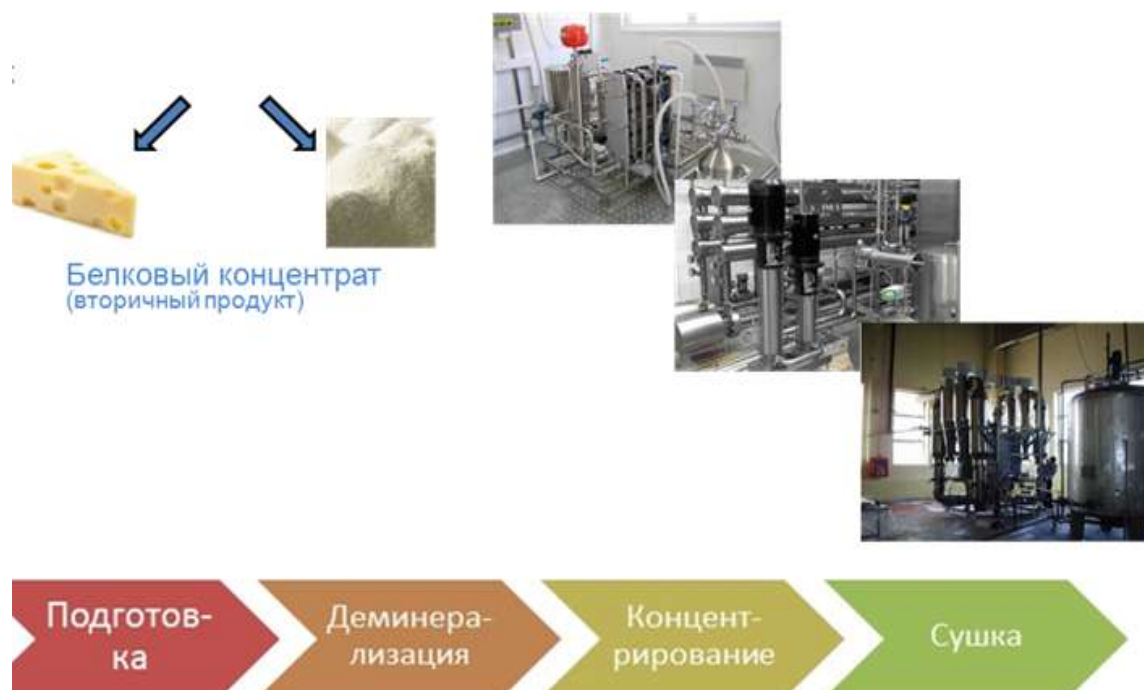 Белковый концентрат
(вторичный продукт)
Подготов-
ка
Деминера-
лизация
Концент-
рирование
Сушка